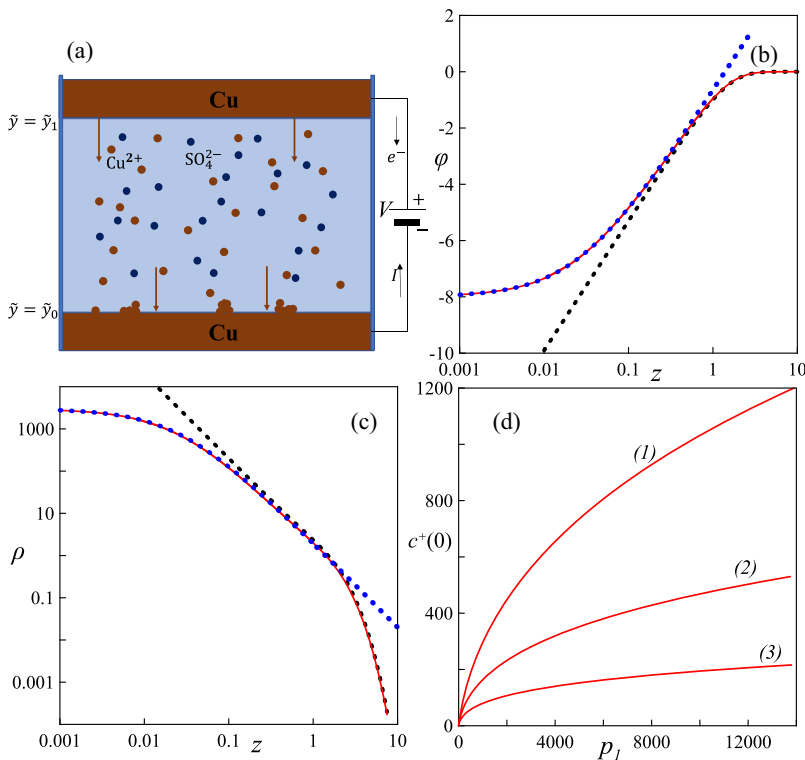 (a)
Cu
ỹ = ỹ₁
Cu²⁺
SO₄²⁻
e⁻
V
+
−
I
ỹ = ỹ₀
Cu
(b)
0
-2
φ
-4
-6
-8
-10
0.001 0.01 0.1 z 1 10
(c)
1000
10
ρ
0.1
0.001
0.001 0.01 0.1 z 1 10
(d)
1200
(1)
800
c⁺(0)
(2)
400
(3)
0
0 4000 8000 12000
p₁